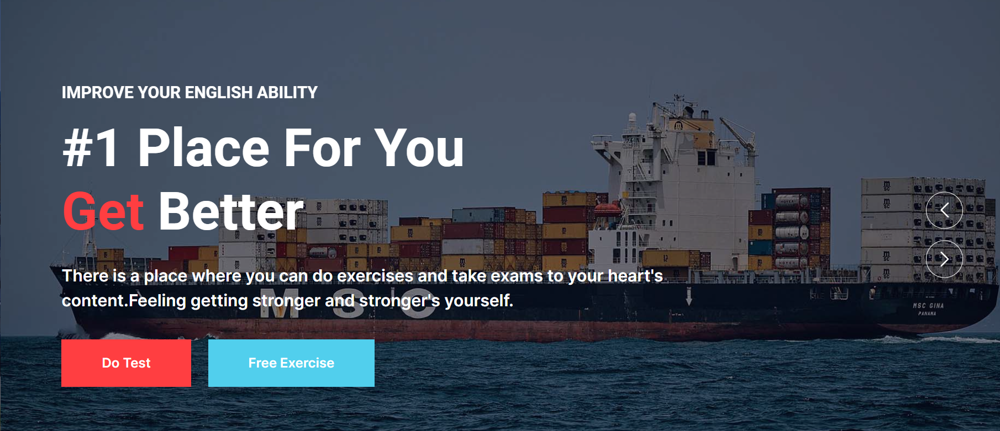 IMPROVE YOUR ENGLISH ABILITY
#1 Place For You
Get Better
There is a place where you can do exercises and take exams to your heart's
content.Feeling getting stronger and stronger's yourself.
M S C
MSC GINA
PANAMA
Do Test
Free Exercise